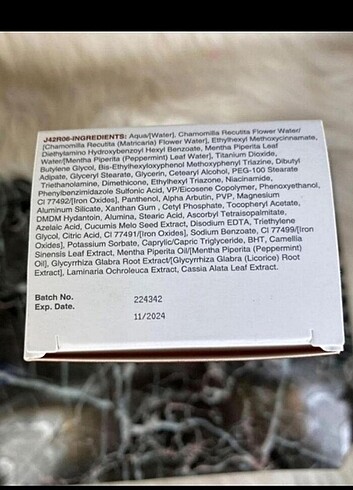 J42R06-INGREDIENTS: Aqua/[Water], Chamomilla Recutita Flower Water/
[Chamomilla Recutita (Matricaria) Flower Water], Ethylhexyl Methoxycinnamate,
Diethylamino Hydroxybenzoyl Hexyl Benzoate, Mentha Piperita Leaf
Water/[Mentha Piperita (Peppermint) Leaf Water], Titanium Dioxide,
Butylene Glycol, Bis-Ethylhexyloxyphenol Methoxyphenyl Triazine, Dibutyl
Adipate, Glyceryl Stearate, Glycerin, Cetearyl Alcohol, PEG-100 Stearate
Triethanolamine, Dimethicone, Ethylhexyl Triazone, Niacinamide,
Phenylbenzimidazole Sulfonic Acid, VP/Eicosene Copolymer, Phenoxyethanol,
CI 77492/[Iron Oxides], Panthenol, Alpha Arbutin, PVP, Magnesium
Aluminum Silicate, Xanthan Gum , Cetyl Phosphate, Tocopheryl Acetate,
DMDM Hydantoin, Alumina, Stearic Acid, Ascorbyl Tetraisopalmitate,
Azelaic Acid, Cucumis Melo Seed Extract, Disodium EDTA, Triethylene
Glycol, Citric Acid, CI 77491/[Iron Oxides], Sodium Benzoate, CI 77499/[Iron
Oxides], Potassium Sorbate, Caprylic/Capric Triglyceride, BHT, Camellia
Sinensis Leaf Extract, Mentha Piperita Oil/[Mentha Piperita (Peppermint)
Oil], Glycyrrhiza Glabra Root Extract/[Glycyrrhiza Glabra (Licorice) Root
Extract], Laminaria Ochroleuca Extract, Cassia Alata Leaf Extract.
Batch No. 224342
Exp. Date. 11/2024